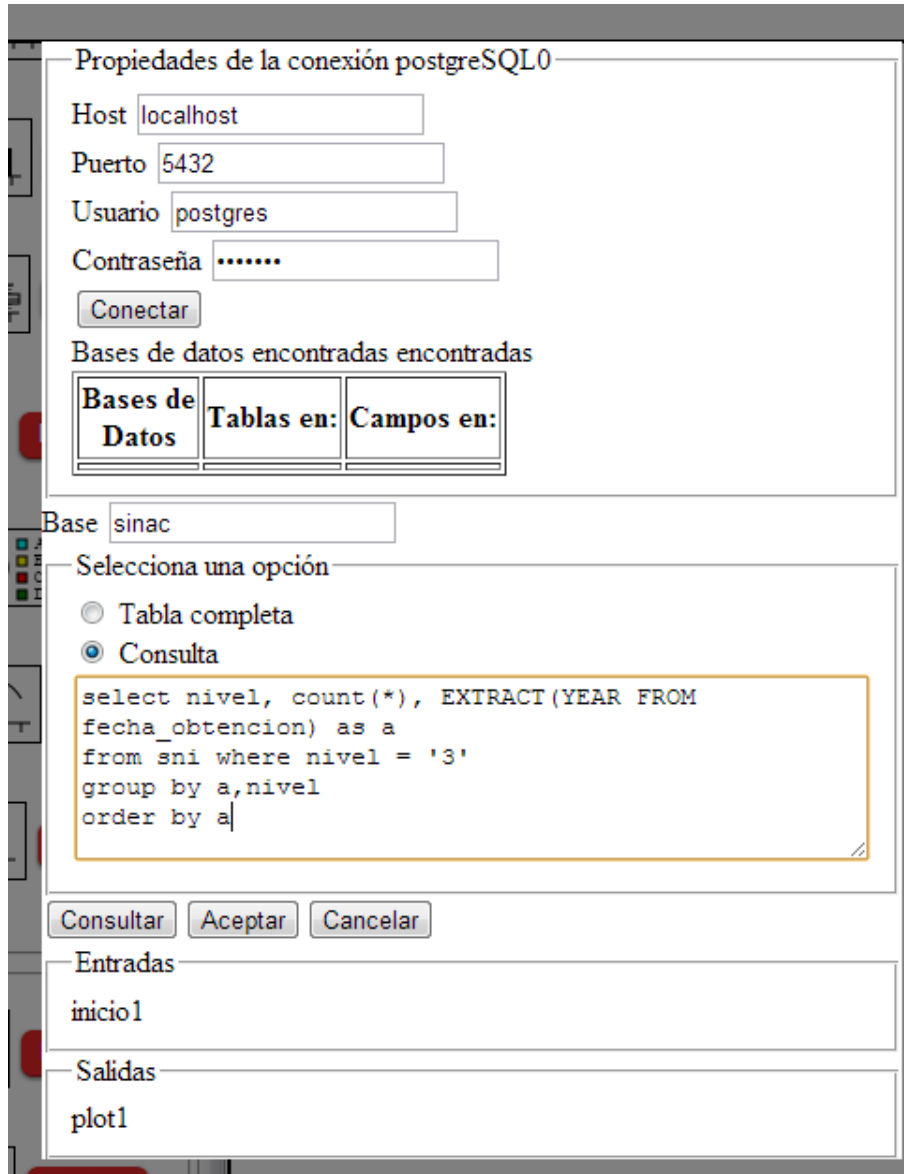 Propiedades de la conexión postgreSQL0
Host localhost
Puerto 5432
Usuario postgres
Contraseña •••••••
Conectar
Bases de datos encontradas encontradas
Bases de Datos Tablas en: Campos en:
Base sinac
Selecciona una opción
Tabla completa
Consulta
select nivel, count(*), EXTRACT(YEAR FROM
fecha_obtencion) as a
from sni where nivel = '3'
group by a,nivel
order by a
Consultar Aceptar Cancelar
Entradas
inicio1
Salidas
plot1